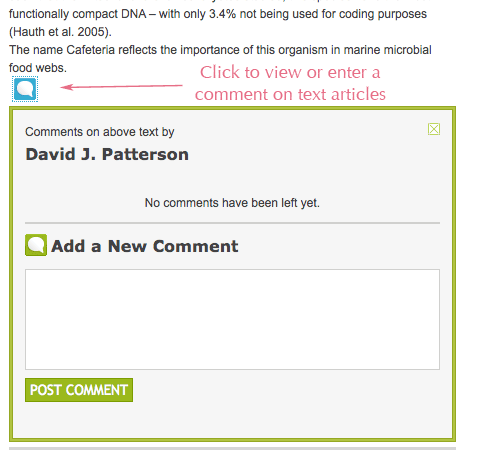 functionally compact DNA – with only 3.4% not being used for coding purposes
(Hauth et al. 2005).
The name Cafeteria reflects the importance of this organism in marine microbial
food webs.
Click to view or enter a
comment on text articles
Comments on above text by
David J. Patterson
No comments have been left yet.
Add a New Comment
POST COMMENT